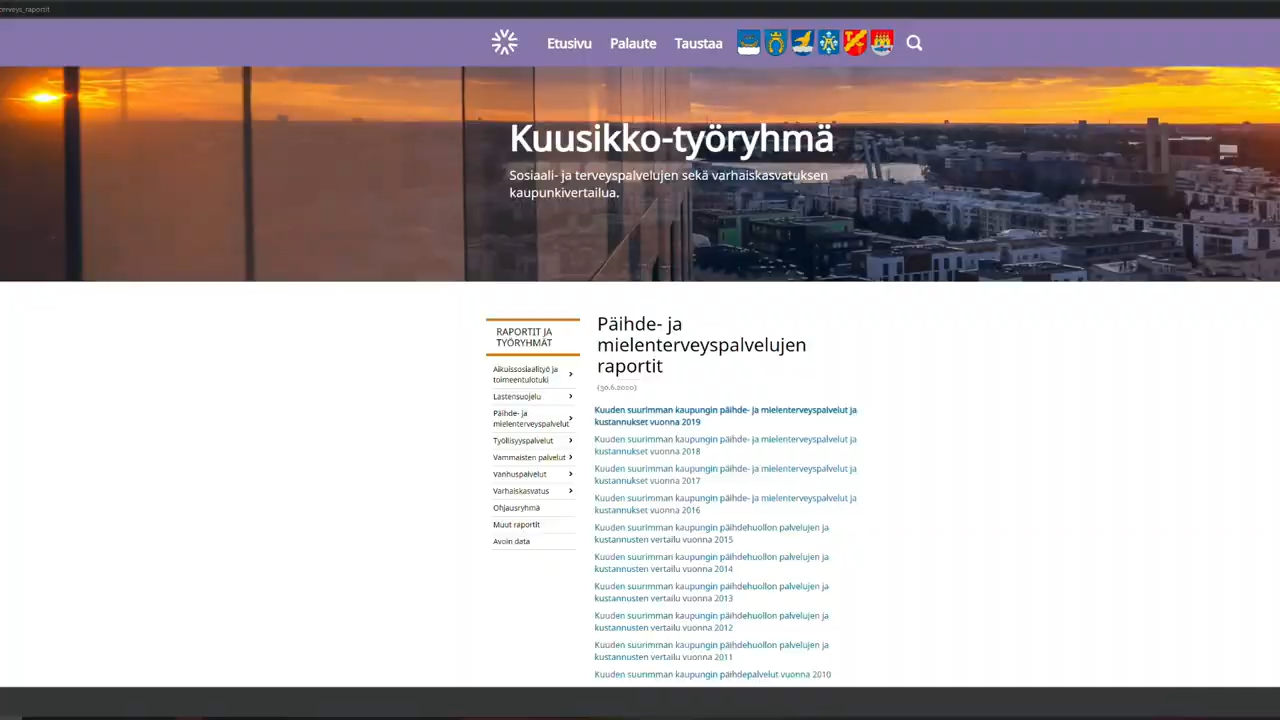 terveys_raportit
Etusivu Palaute Taustaa
Kuusikko-työryhmä
Sosiaali- ja terveyspalvelujen sekä varhaiskasvatuksen
kaupunkivertailua.
RAPORTIT JA
TYÖRYHMÄT
Aikuissosiaalityö ja
toimeentulotuki
Lastensuojelu
Päihde- ja
mielenterveyspalvelut
Työllisyyspalvelut
Vammaisten palvelut
Vanhuspalvelut
Varhaiskasvatus
Ohjausryhmä
Muut raportit
Avoin data
Päihde- ja
mielenterveyspalvelujen
raportit
(30.6.2020)
Kuuden suurimman kaupungin päihde- ja mielenterveyspalvelut ja
kustannukset vuonna 2019
Kuuden suurimman kaupungin päihde- ja mielenterveyspalvelut ja
kustannukset vuonna 2018
Kuuden suurimman kaupungin päihde- ja mielenterveyspalvelut ja
kustannukset vuonna 2017
Kuuden suurimman kaupungin päihde- ja mielenterveyspalvelut ja
kustannukset vuonna 2016
Kuuden suurimman kaupungin päihdehuollon palvelujen ja
kustannusten vertailu vuonna 2015
Kuuden suurimman kaupungin päihdehuollon palvelujen ja
kustannusten vertailu vuonna 2014
Kuuden suurimman kaupungin päihdehuollon palvelujen ja
kustannusten vertailu vuonna 2013
Kuuden suurimman kaupungin päihdehuollon palvelujen ja
kustannusten vertailu vuonna 2012
Kuuden suurimman kaupungin päihdehuollon palvelujen ja
kustannusten vertailu vuonna 2011
Kuuden suurimman kaupungin päihdepalvelut vuonna 2010